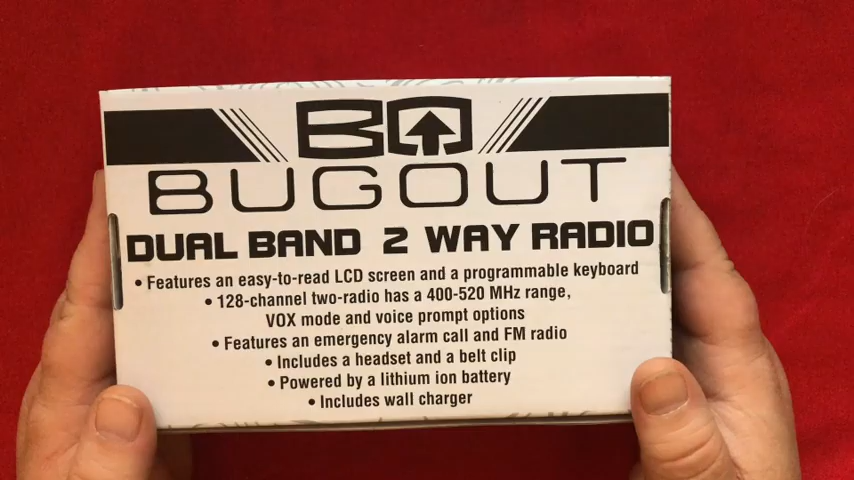 BO
BUGOUT
DUAL BAND 2 WAY RADIO
• Features an easy-to-read LCD screen and a programmable keyboard
• 128-channel two-radio has a 400-520 MHz range,
VOX mode and voice prompt options
• Features an emergency alarm call and FM radio
• Includes a headset and a belt clip
• Powered by a lithium ion battery
• Includes wall charger